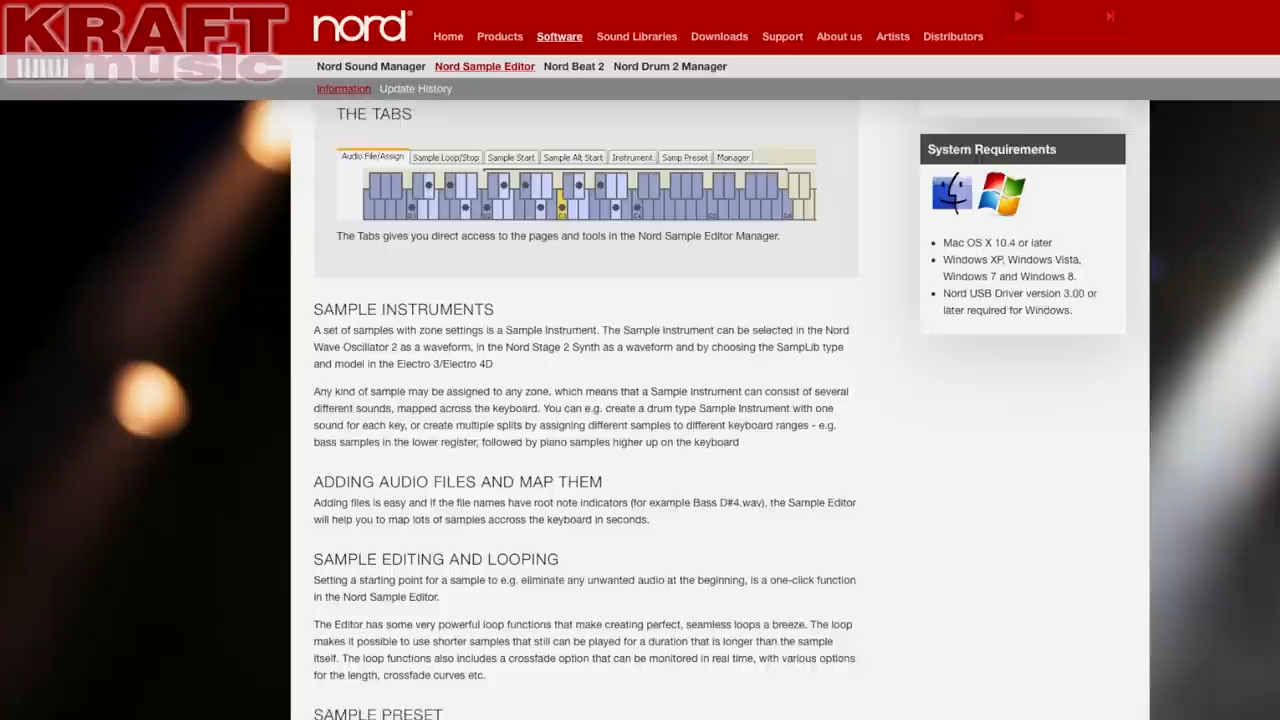 KRAFT
music
nord
Home Products Software Sound Libraries Downloads Support About us Artists Distributors
Nord Sound Manager Nord Sample Editor Nord Beat 2 Nord Drum 2 Manager
Information Update History
THE TABS
Audio File/Assign Sample Loop/Stop Sample Start Sample Alt Start Instrument Samp Preset Manager
The Tabs gives you direct access to the pages and tools in the Nord Sample Editor Manager.
SAMPLE INSTRUMENTS
A set of samples with zone settings is a Sample Instrument. The Sample Instrument can be selected in the Nord
Wave Oscillator 2 as a waveform, in the Nord Stage 2 Synth as a waveform and by choosing the SampLib type
and model in the Electro 3/Electro 4D
Any kind of sample may be assigned to any zone, which means that a Sample Instrument can consist of several
different sounds, mapped across the keyboard. You can e.g. create a drum type Sample Instrument with one
sound for each key, or create multiple splits by assigning different samples to different keyboard ranges - e.g.
bass samples in the lower register, followed by piano samples higher up on the keyboard
ADDING AUDIO FILES AND MAP THEM
Adding files is easy and if the file names have root note indicators (for example Bass D#4.wav), the Sample Editor
will help you to map lots of samples accross the keyboard in seconds.
SAMPLE EDITING AND LOOPING
Setting a starting point for a sample to e.g. eliminate any unwanted audio at the beginning, is a one-click function
in the Nord Sample Editor.
The Editor has some very powerful loop functions that make creating perfect, seamless loops a breeze. The loop
makes it possible to use shorter samples that still can be played for a duration that is longer than the sample
itself. The loop functions also includes a crossfade option that can be monitored in real time, with various options
for the length, crossfade curves etc.
SAMPLE PRESET
System Requirements
Mac OS X 10.4 or later
Windows XP, Windows Vista,
Windows 7 and Windows 8.
Nord USB Driver version 3.00 or
later required for Windows.